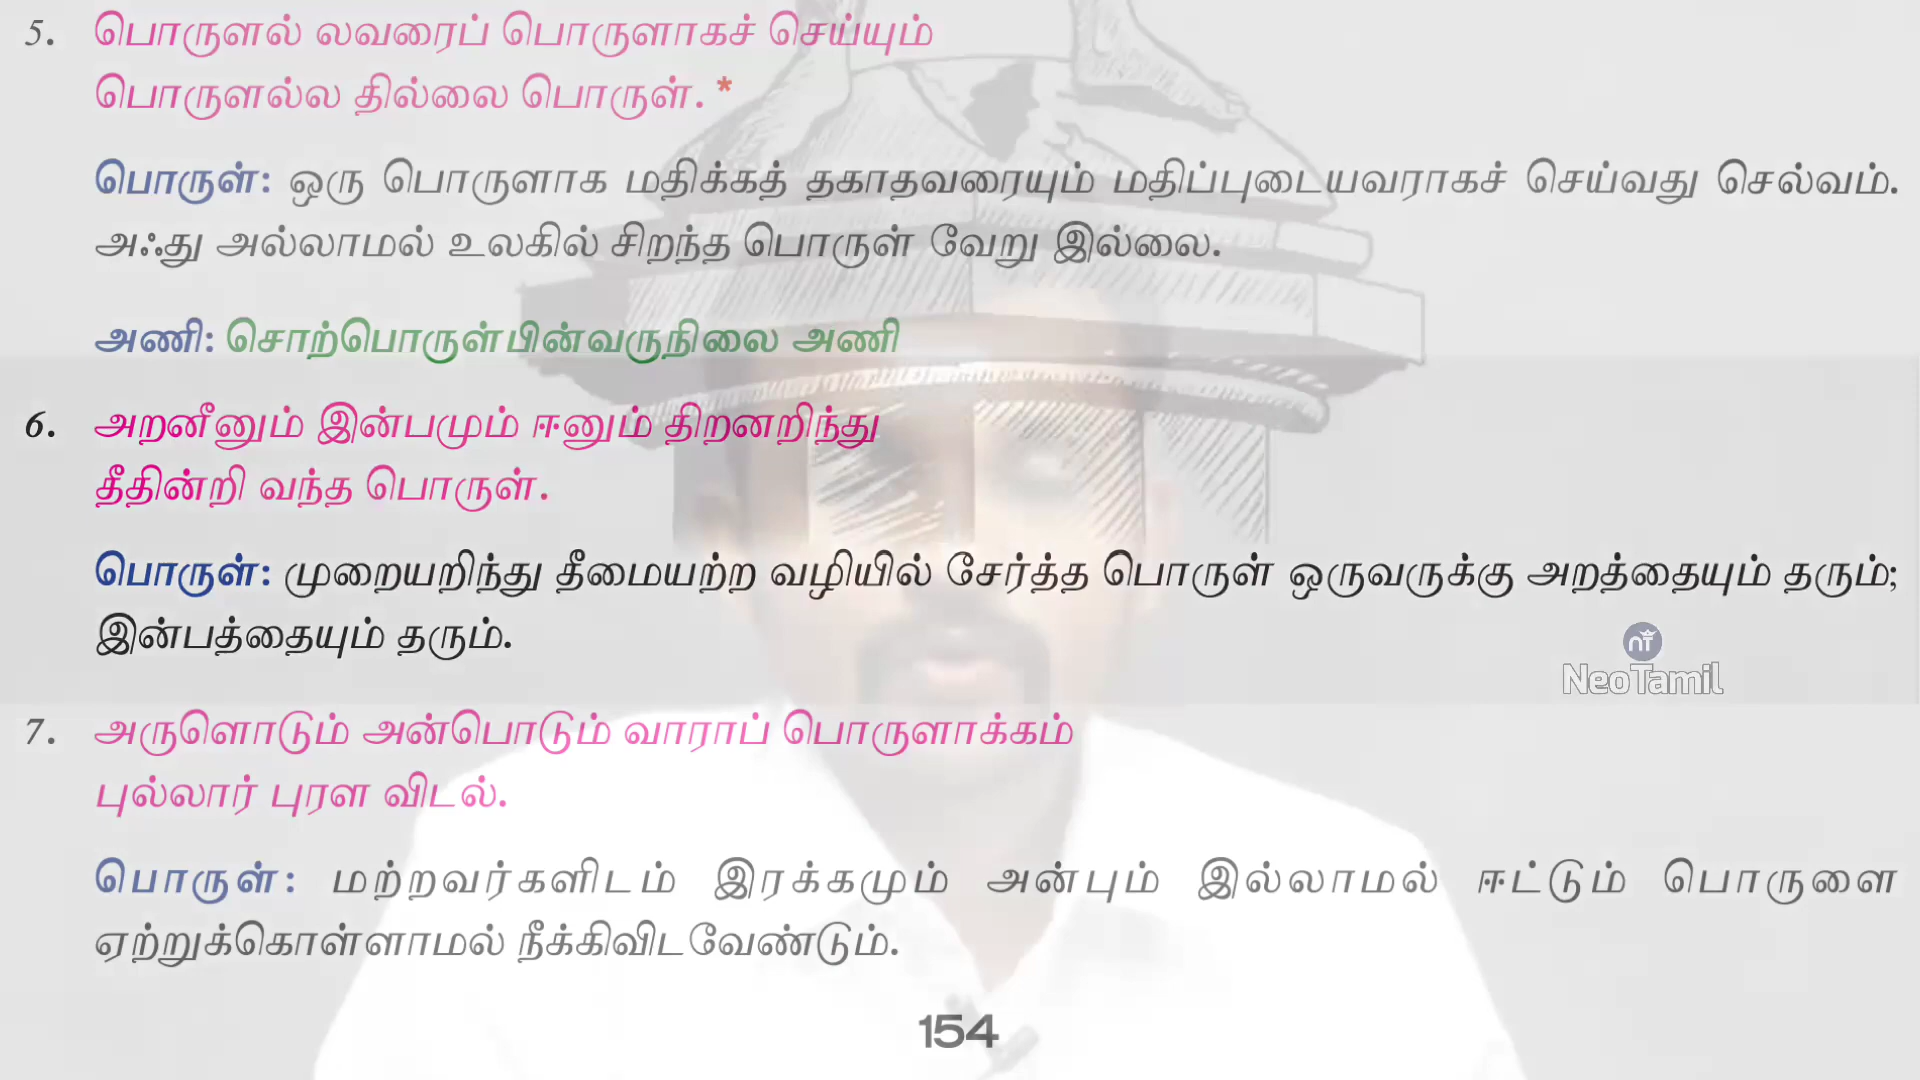 5. பொருளல் லவரைப் பொருளாகச் செய்யும்
பொருளல்ல தில்லை பொருள். *
பொருள்: ஒரு பொருளாக மதிக்கத் தகாதவரையும் மதிப்புடையவராகச் செய்வது செல்வம்.
அஃது அல்லாமல் உலகில் சிறந்த பொருள் வேறு இல்லை.
அணி: சொற்பொருள்பின்வருநிலை அணி
6. அறனீனும் இன்பமும் ஈனும் திறனறிந்து
தீதின்றி வந்த பொருள்.
பொருள்: முறையறிந்து தீமையற்ற வழியில் சேர்த்த பொருள் ஒருவருக்கு அறத்தையும் தரும்;
இன்பத்தையும் தரும்.
NT
NeoTamil
7. அருளொடும் அன்பொடும் வாராப் பொருளாக்கம்
புல்லார் புரள விடல்.
பொருள்: மற்றவர்களிடம் இரக்கமும் அன்பும் இல்லாமல் ஈட்டும் பொருளை
ஏற்றுக்கொள்ளாமல் நீக்கிவிடவேண்டும்.
154